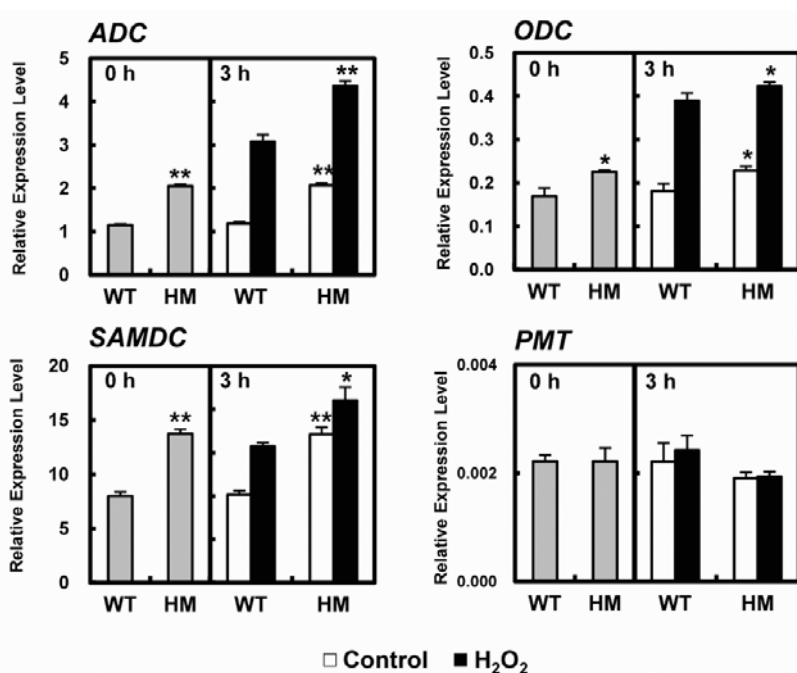 ADC
Relative Expression Level
5
4
3
2
1
0
0 h
3 h
**
**
**
WT HM WT HM
ODC
Relative Expression Level
0.5
0.4
0.3
0.2
0.1
0.0
0 h
3 h
*
*
*
WT HM WT HM
SAMDC
Relative Expression Level
20
15
10
5
0
0 h
3 h
**
**
*
WT HM WT HM
PMT
Relative Expression Level
0.004
0.002
0.000
0 h
3 h
WT HM WT HM
Control H₂O₂